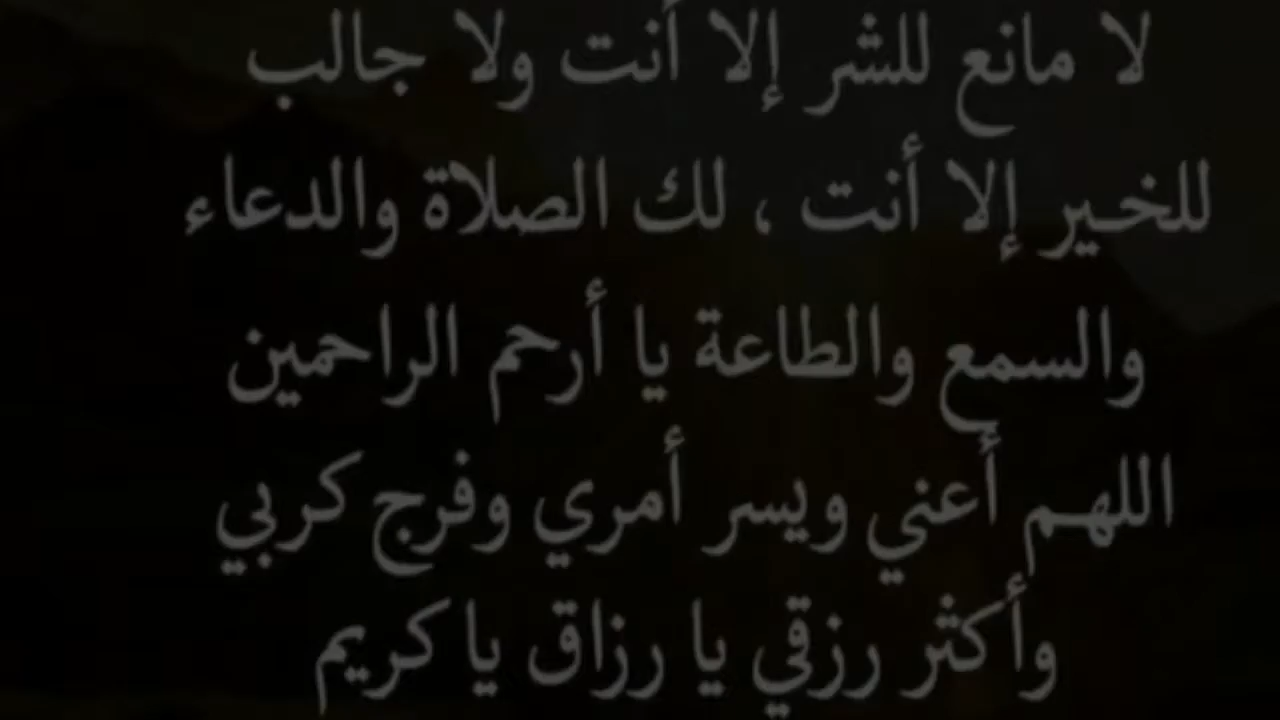 لا مانع للشر إلا أنت ولا جالب
للخير إلا أنت ، لك الصلاة والدعاء
والسمع والطاعة يا أرحم الراحمين
اللهم أعني ويسر أمري وفرج كربي
وأكثر رزقي يا رزاق يا كريم